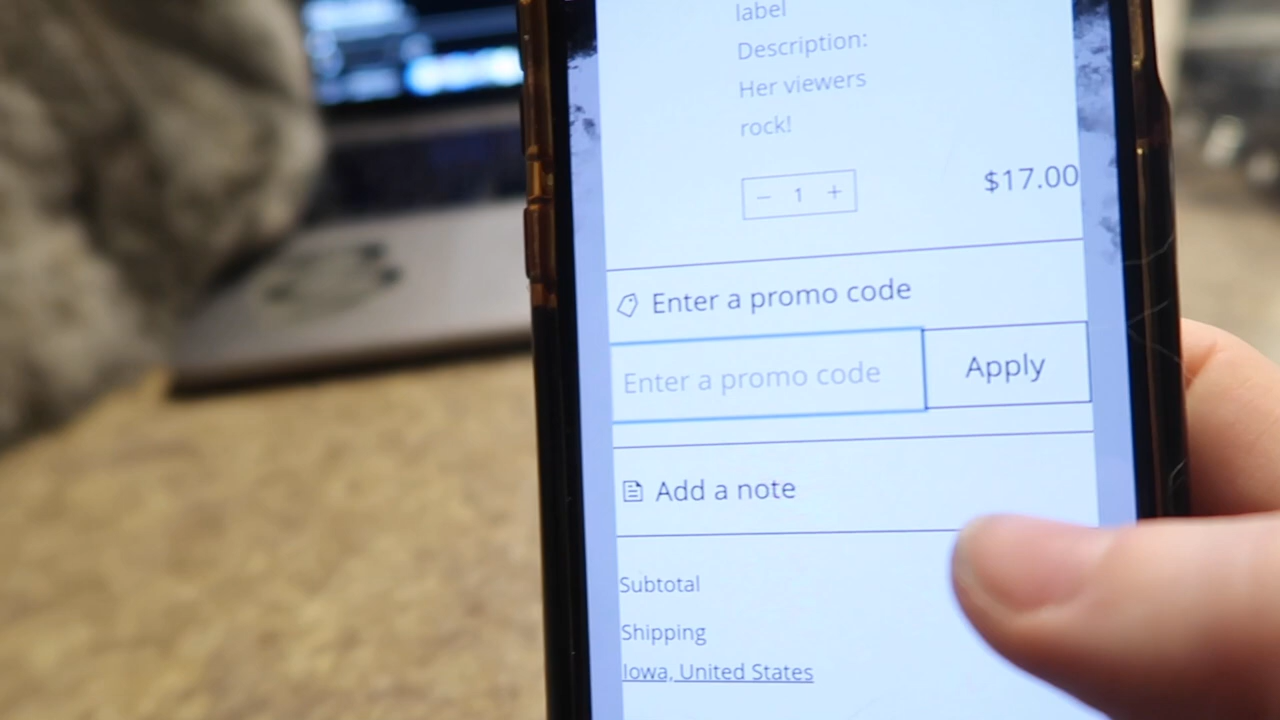 label
Description:
Her viewers
rock!
− 1 +
$17.00
Enter a promo code
Enter a promo code
Apply
Add a note
Subtotal
Shipping
Iowa, United States